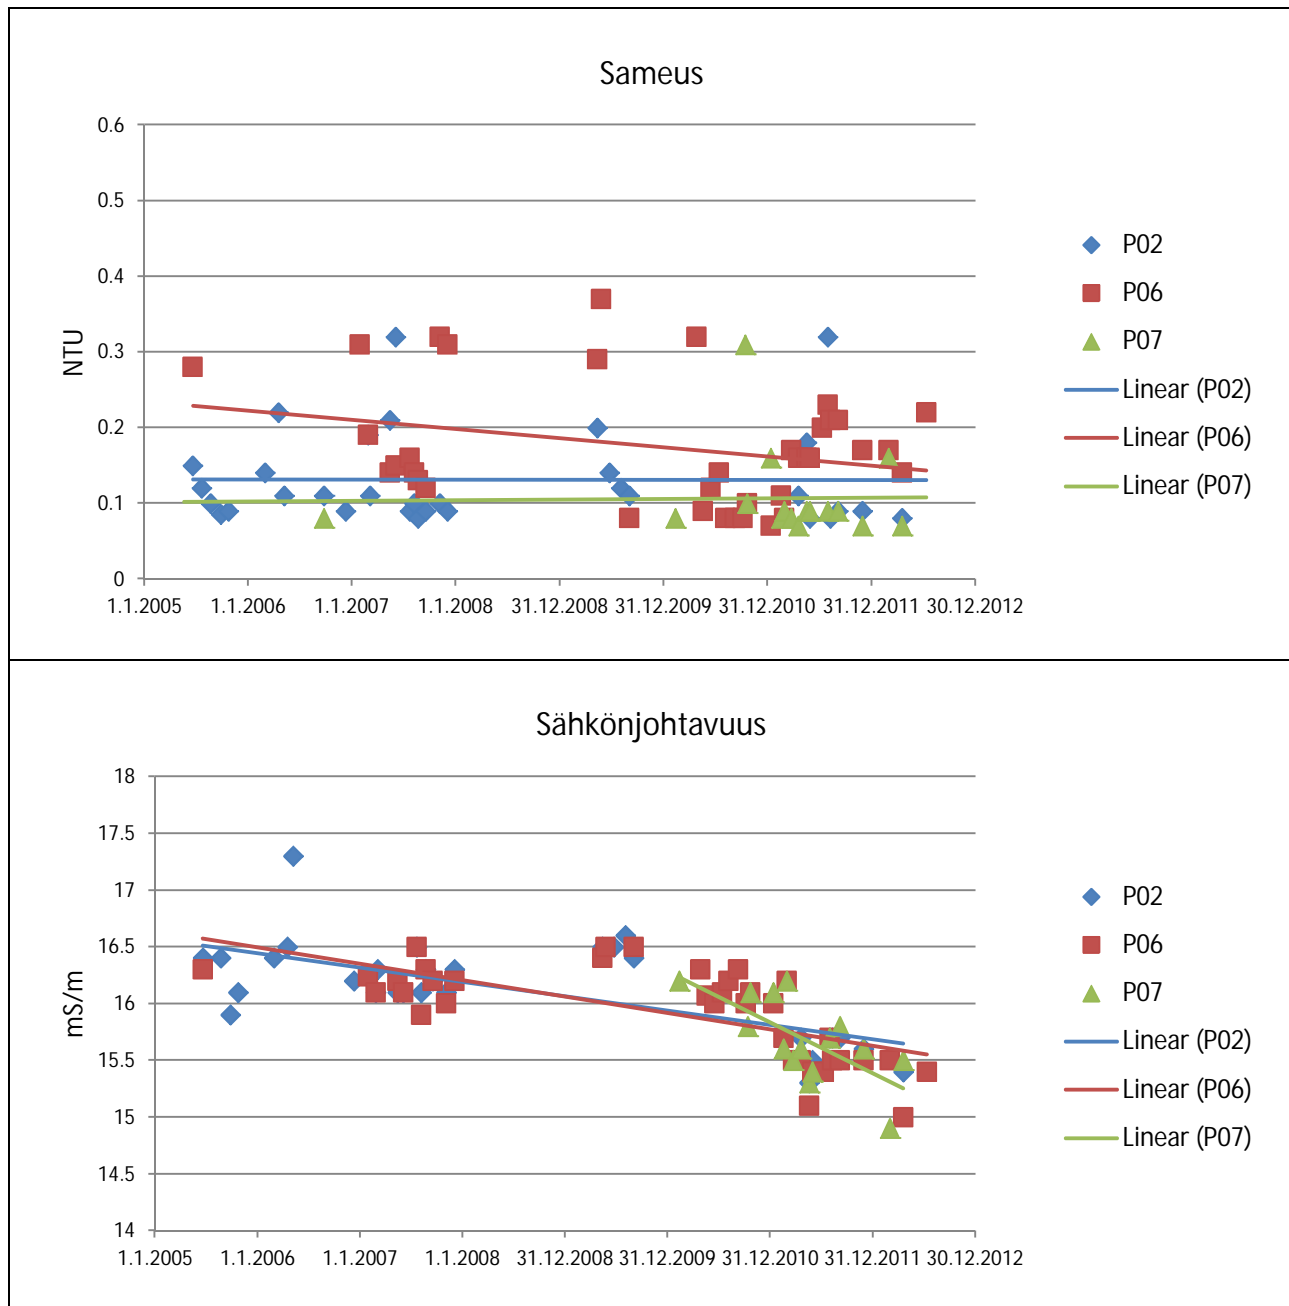 Sameus
0.6
0.5
0.4
0.3
0.2
0.1
0
NTU
1.1.2005 1.1.2006 1.1.2007 1.1.2008 31.12.2008 31.12.2009 31.12.2010 31.12.2011 30.12.2012
P02
P06
P07
Linear (P02)
Linear (P06)
Linear (P07)
Sähkönjohtavuus
18
17.5
17
16.5
16
15.5
15
14.5
14
mS/m
1.1.2005 1.1.2006 1.1.2007 1.1.2008 31.12.2008 31.12.2009 31.12.2010 31.12.2011 30.12.2012
P02
P06
P07
Linear (P02)
Linear (P06)
Linear (P07)